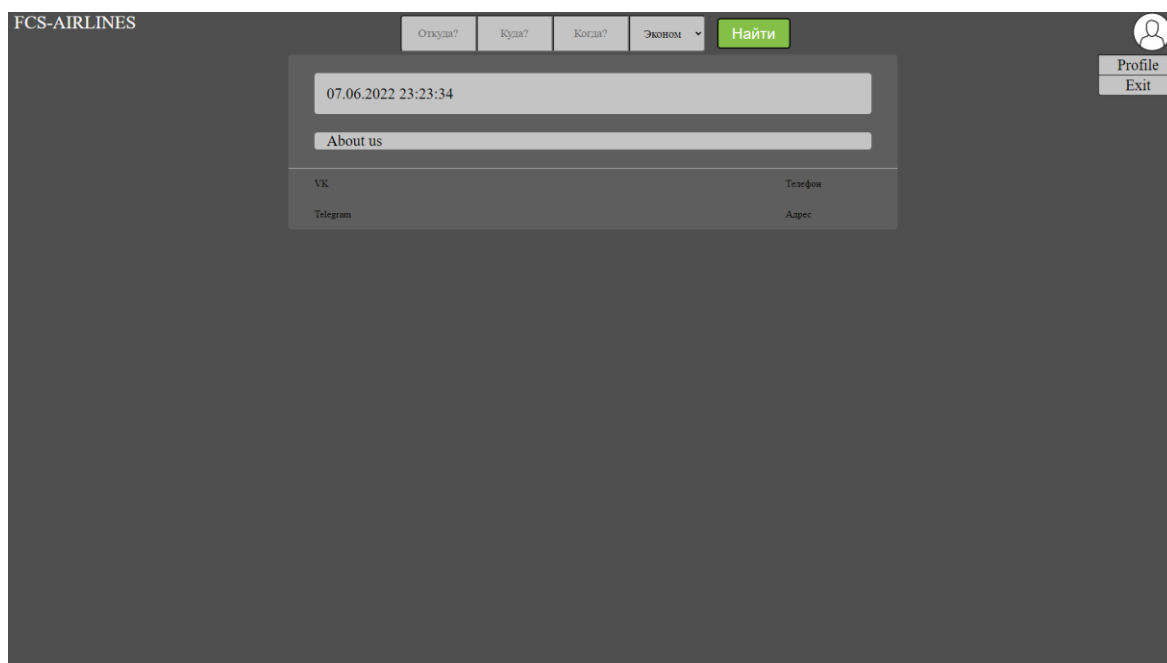 FCS-AIRLINES
Откуда? Куда? Когда? Эконом Найти
Profile
Exit
07.06.2022 23:23:34
About us
VK Телефон
Telegram Адрес